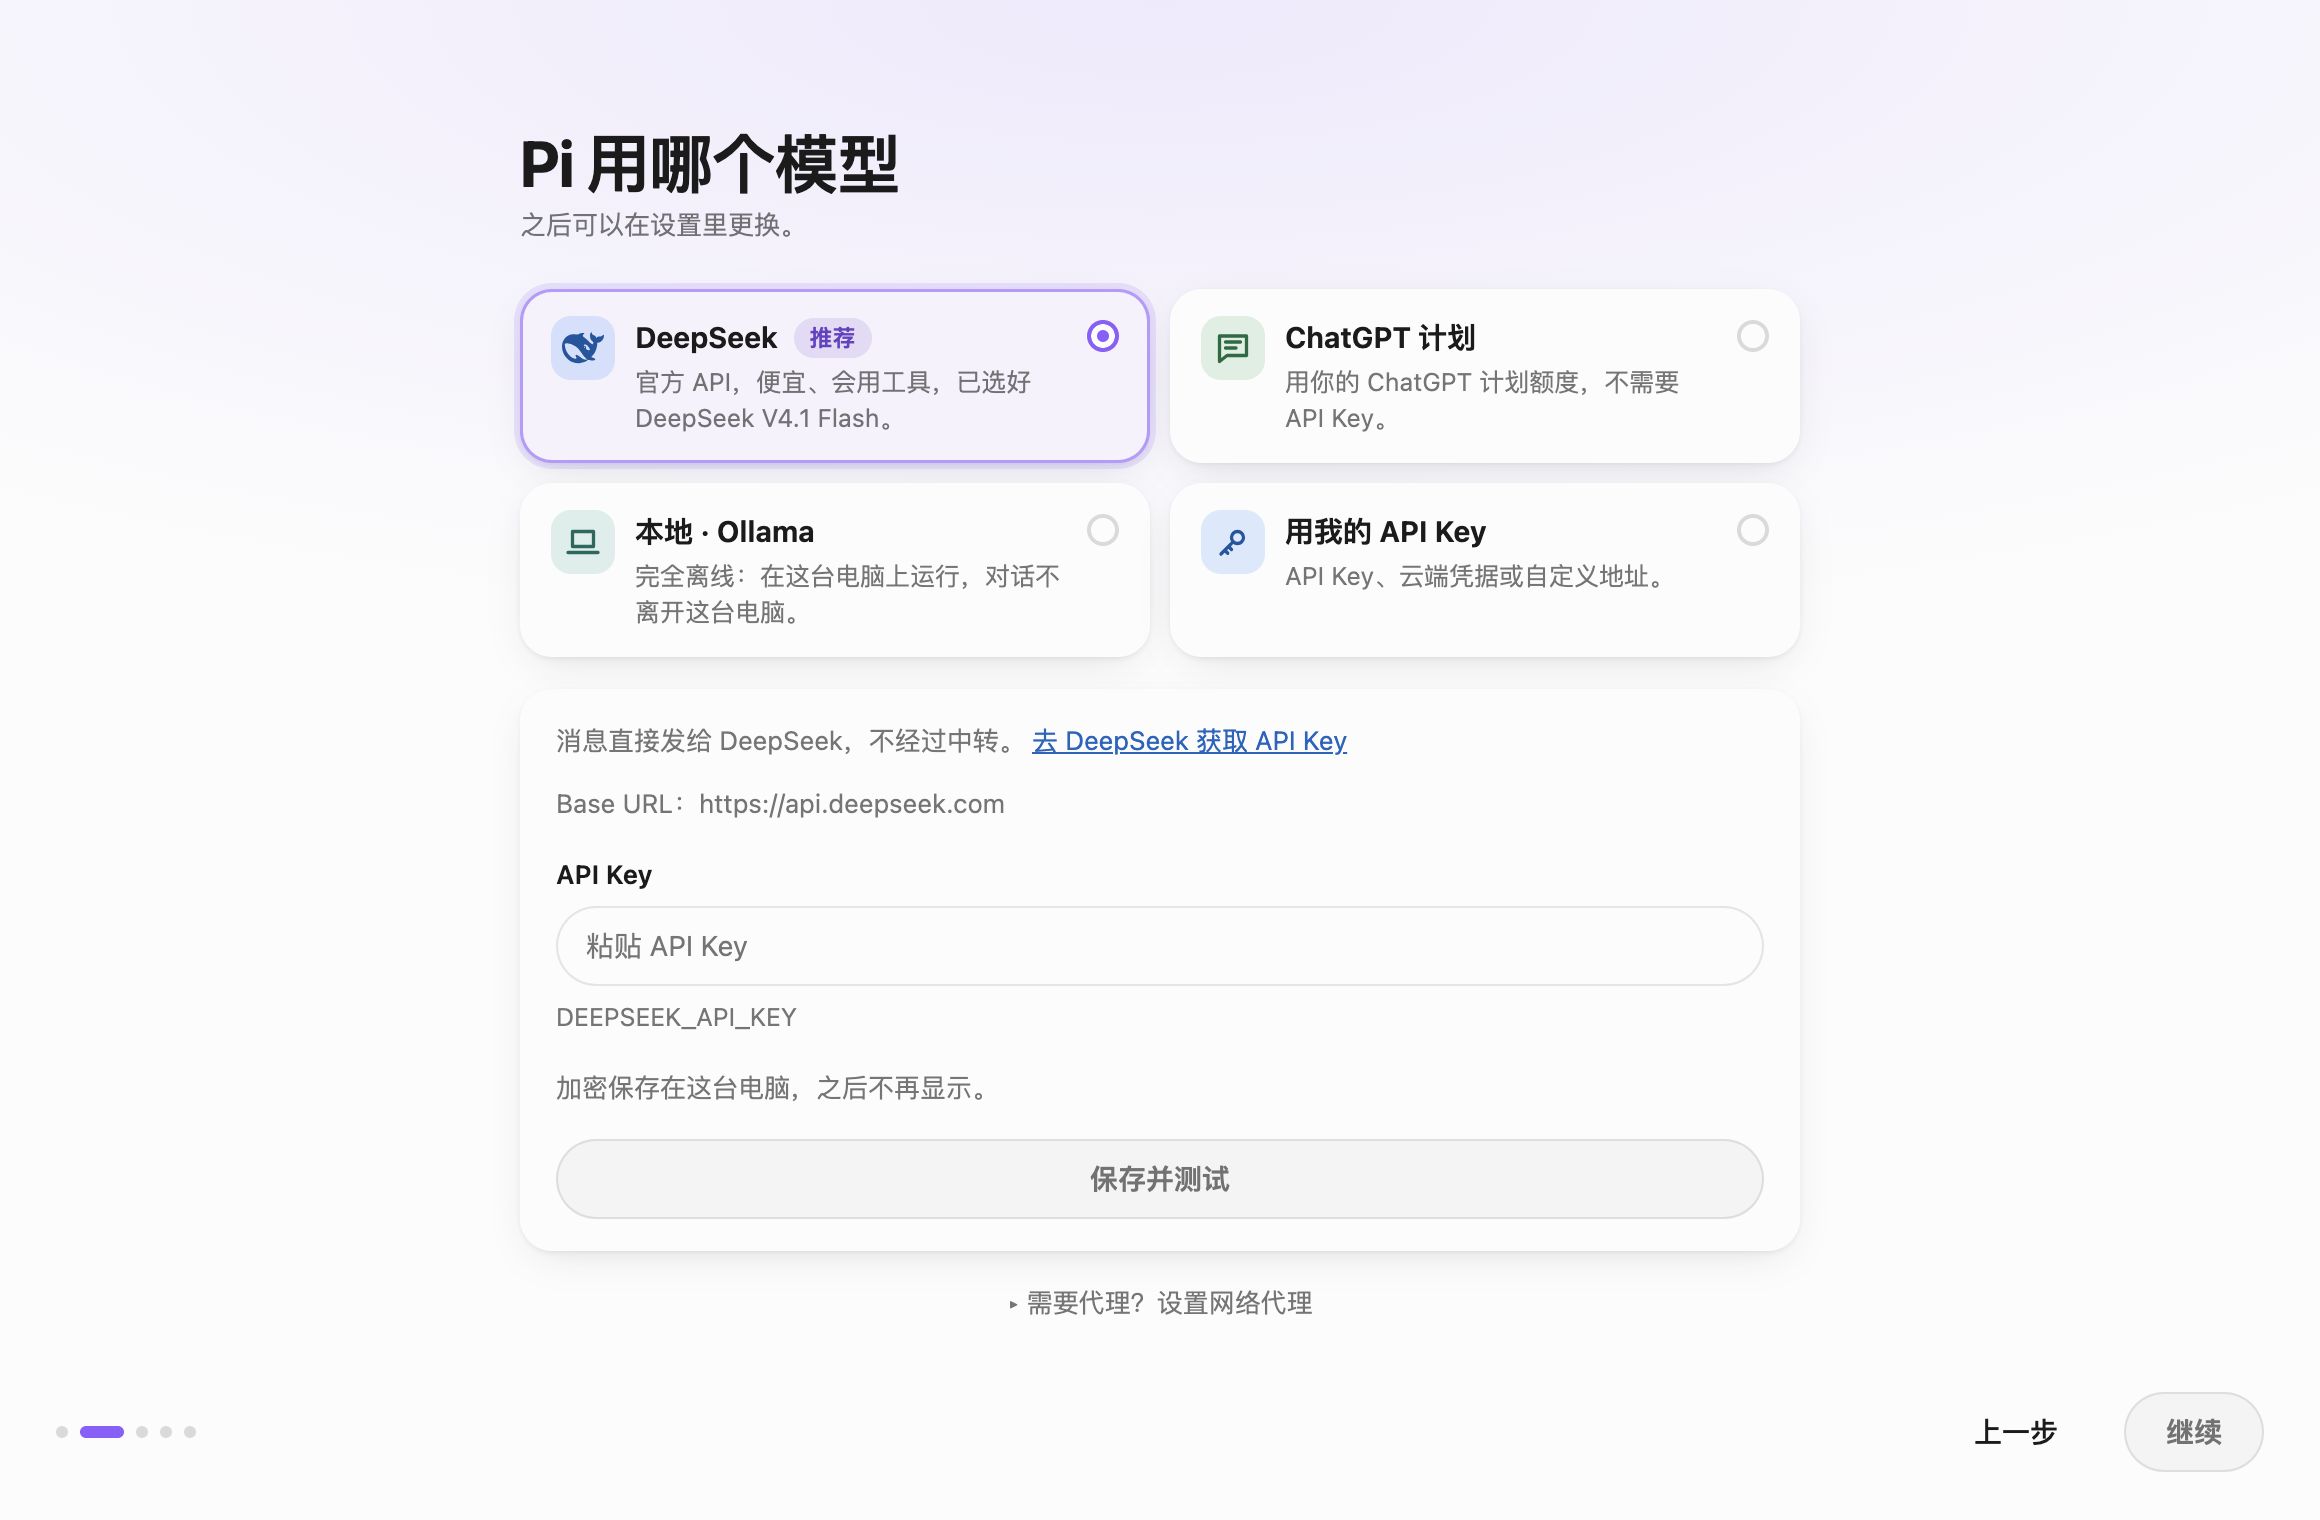 Pi 用哪个模型
之后可以在设置里更换。
DeepSeek 推荐
官方 API，便宜、会用工具，已选好
DeepSeek V4.1 Flash。
ChatGPT 计划
用你的 ChatGPT 计划额度，不需要
API Key。
本地 · Ollama
完全离线：在这台电脑上运行，对话不
离开这台电脑。
用我的 API Key
API Key、云端凭据或自定义地址。
消息直接发给 DeepSeek，不经过中转。 去 DeepSeek 获取 API Key
Base URL：https://api.deepseek.com
API Key
粘贴 API Key
DEEPSEEK_API_KEY
加密保存在这台电脑，之后不再显示。
保存并测试
▸ 需要代理？设置网络代理
上一步
继续